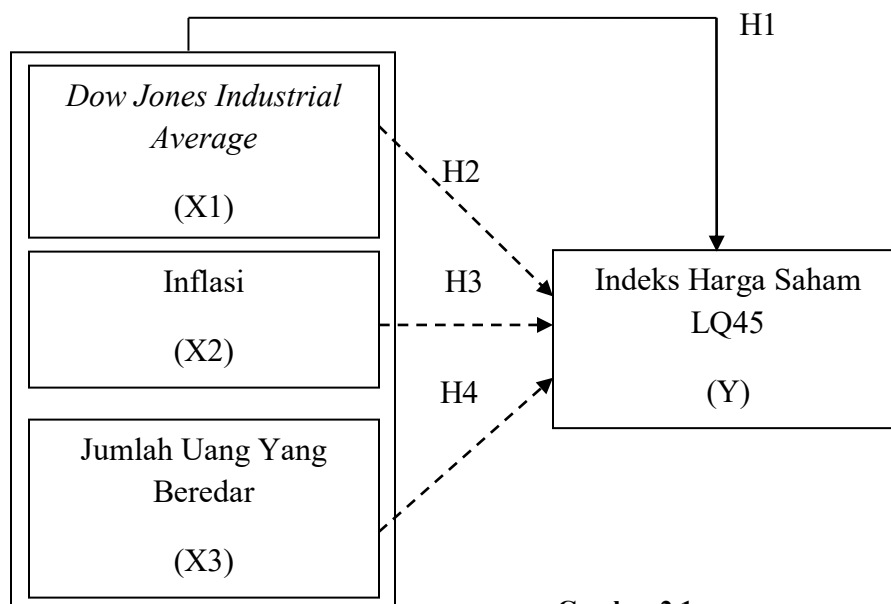 H1
Dow Jones Industrial
Average
(X1)
H2
Inflasi
(X2)
H3
Indeks Harga Saham
LQ45
(Y)
H4
Jumlah Uang Yang
Beredar
(X3)